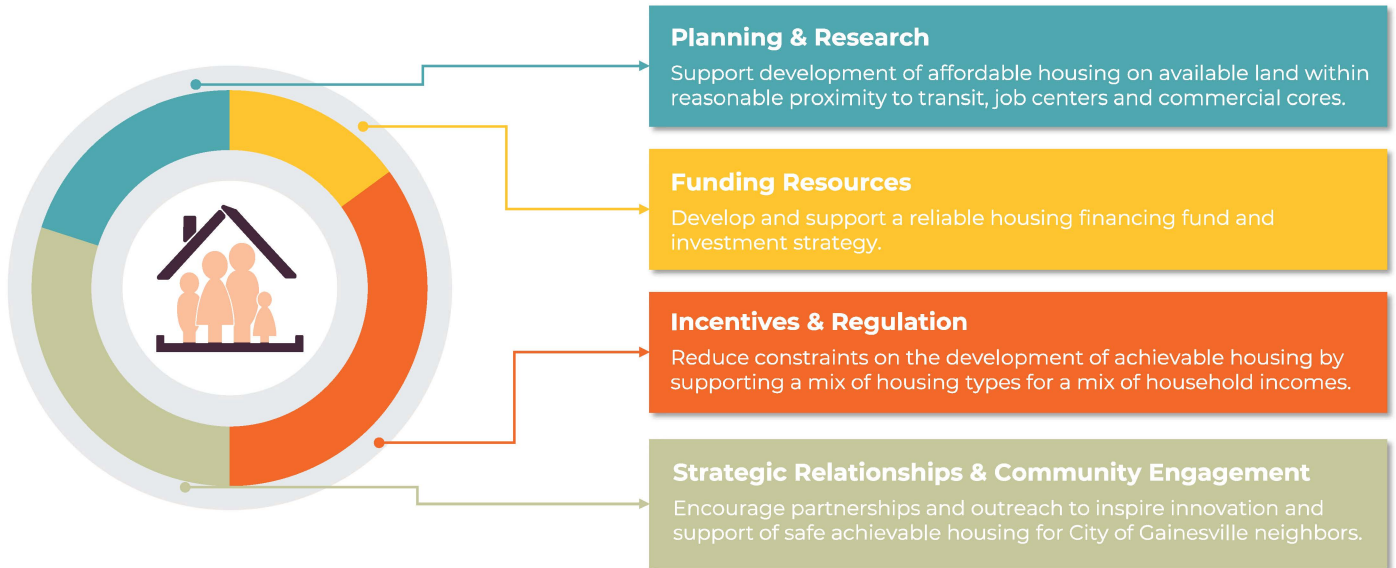 Planning & Research
Support development of affordable housing on available land within
reasonable proximity to transit, job centers and commercial cores.
Funding Resources
Develop and support a reliable housing financing fund and
investment strategy.
Incentives & Regulation
Reduce constraints on the development of achievable housing by
supporting a mix of housing types for a mix of household incomes.
Strategic Relationships & Community Engagement
Encourage partnerships and outreach to inspire innovation and
support of safe achievable housing for City of Gainesville neighbors.